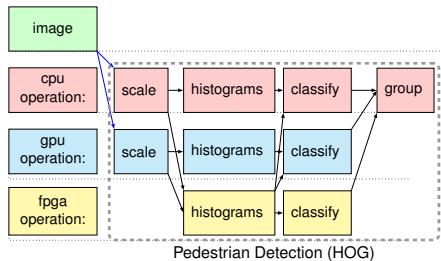 image
cpu
operation:
scale
histograms
classify
group
gpu
operation:
scale
histograms
classify
fpga
operation:
histograms
classify
Pedestrian Detection (HOG)